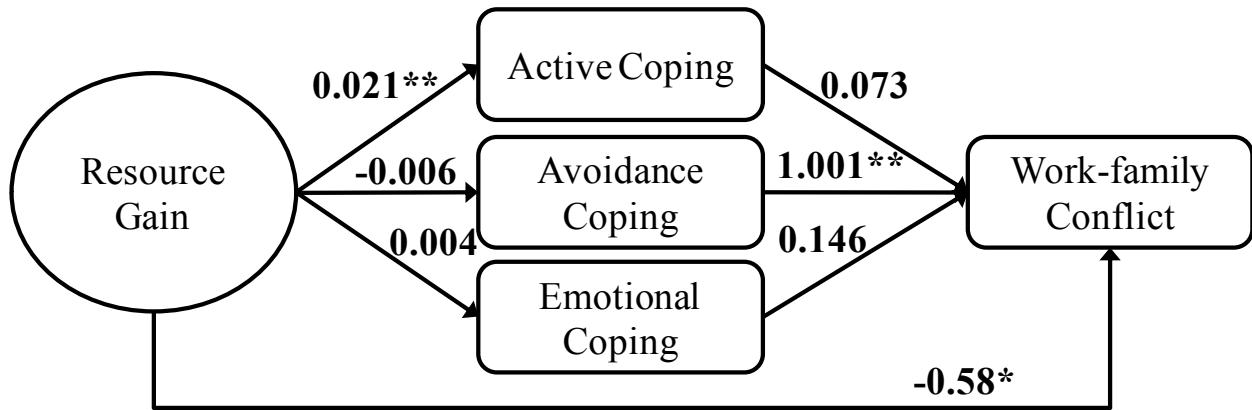 Active Coping
0.021**
0.073
Resource
Gain
-0.006
Avoidance
Coping
1.001**
Work-family
Conflict
0.004
0.146
Emotional
Coping
-0.58*